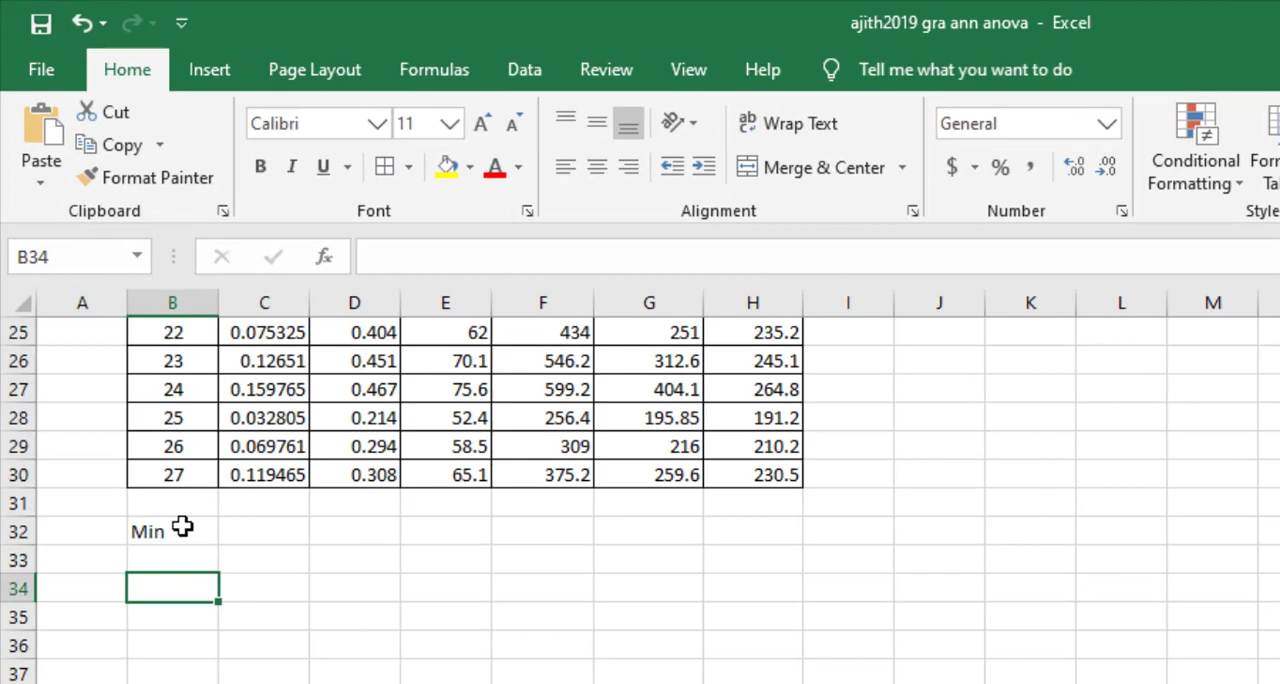 ajith2019 gra ann anova - Excel
File Home Insert Page Layout Formulas Data Review View Help Tell me what you want to do
Cut
Copy
Format Painter
Paste
Clipboard
Calibri 11
B I U A
Font
ab Wrap Text
Merge & Center
Alignment
General
$ % ,
.00 .00
Number
Conditional
Formatting
Style
B34 fx
A B C D E F G H I J K L M
25 22 0.075325 0.404 62 434 251 235.2
26 23 0.12651 0.451 70.1 546.2 312.6 245.1
27 24 0.159765 0.467 75.6 599.2 404.1 264.8
28 25 0.032805 0.214 52.4 256.4 195.85 191.2
29 26 0.069761 0.294 58.5 309 216 210.2
30 27 0.119465 0.308 65.1 375.2 259.6 230.5
31
32 Min
33
34
35
36
37